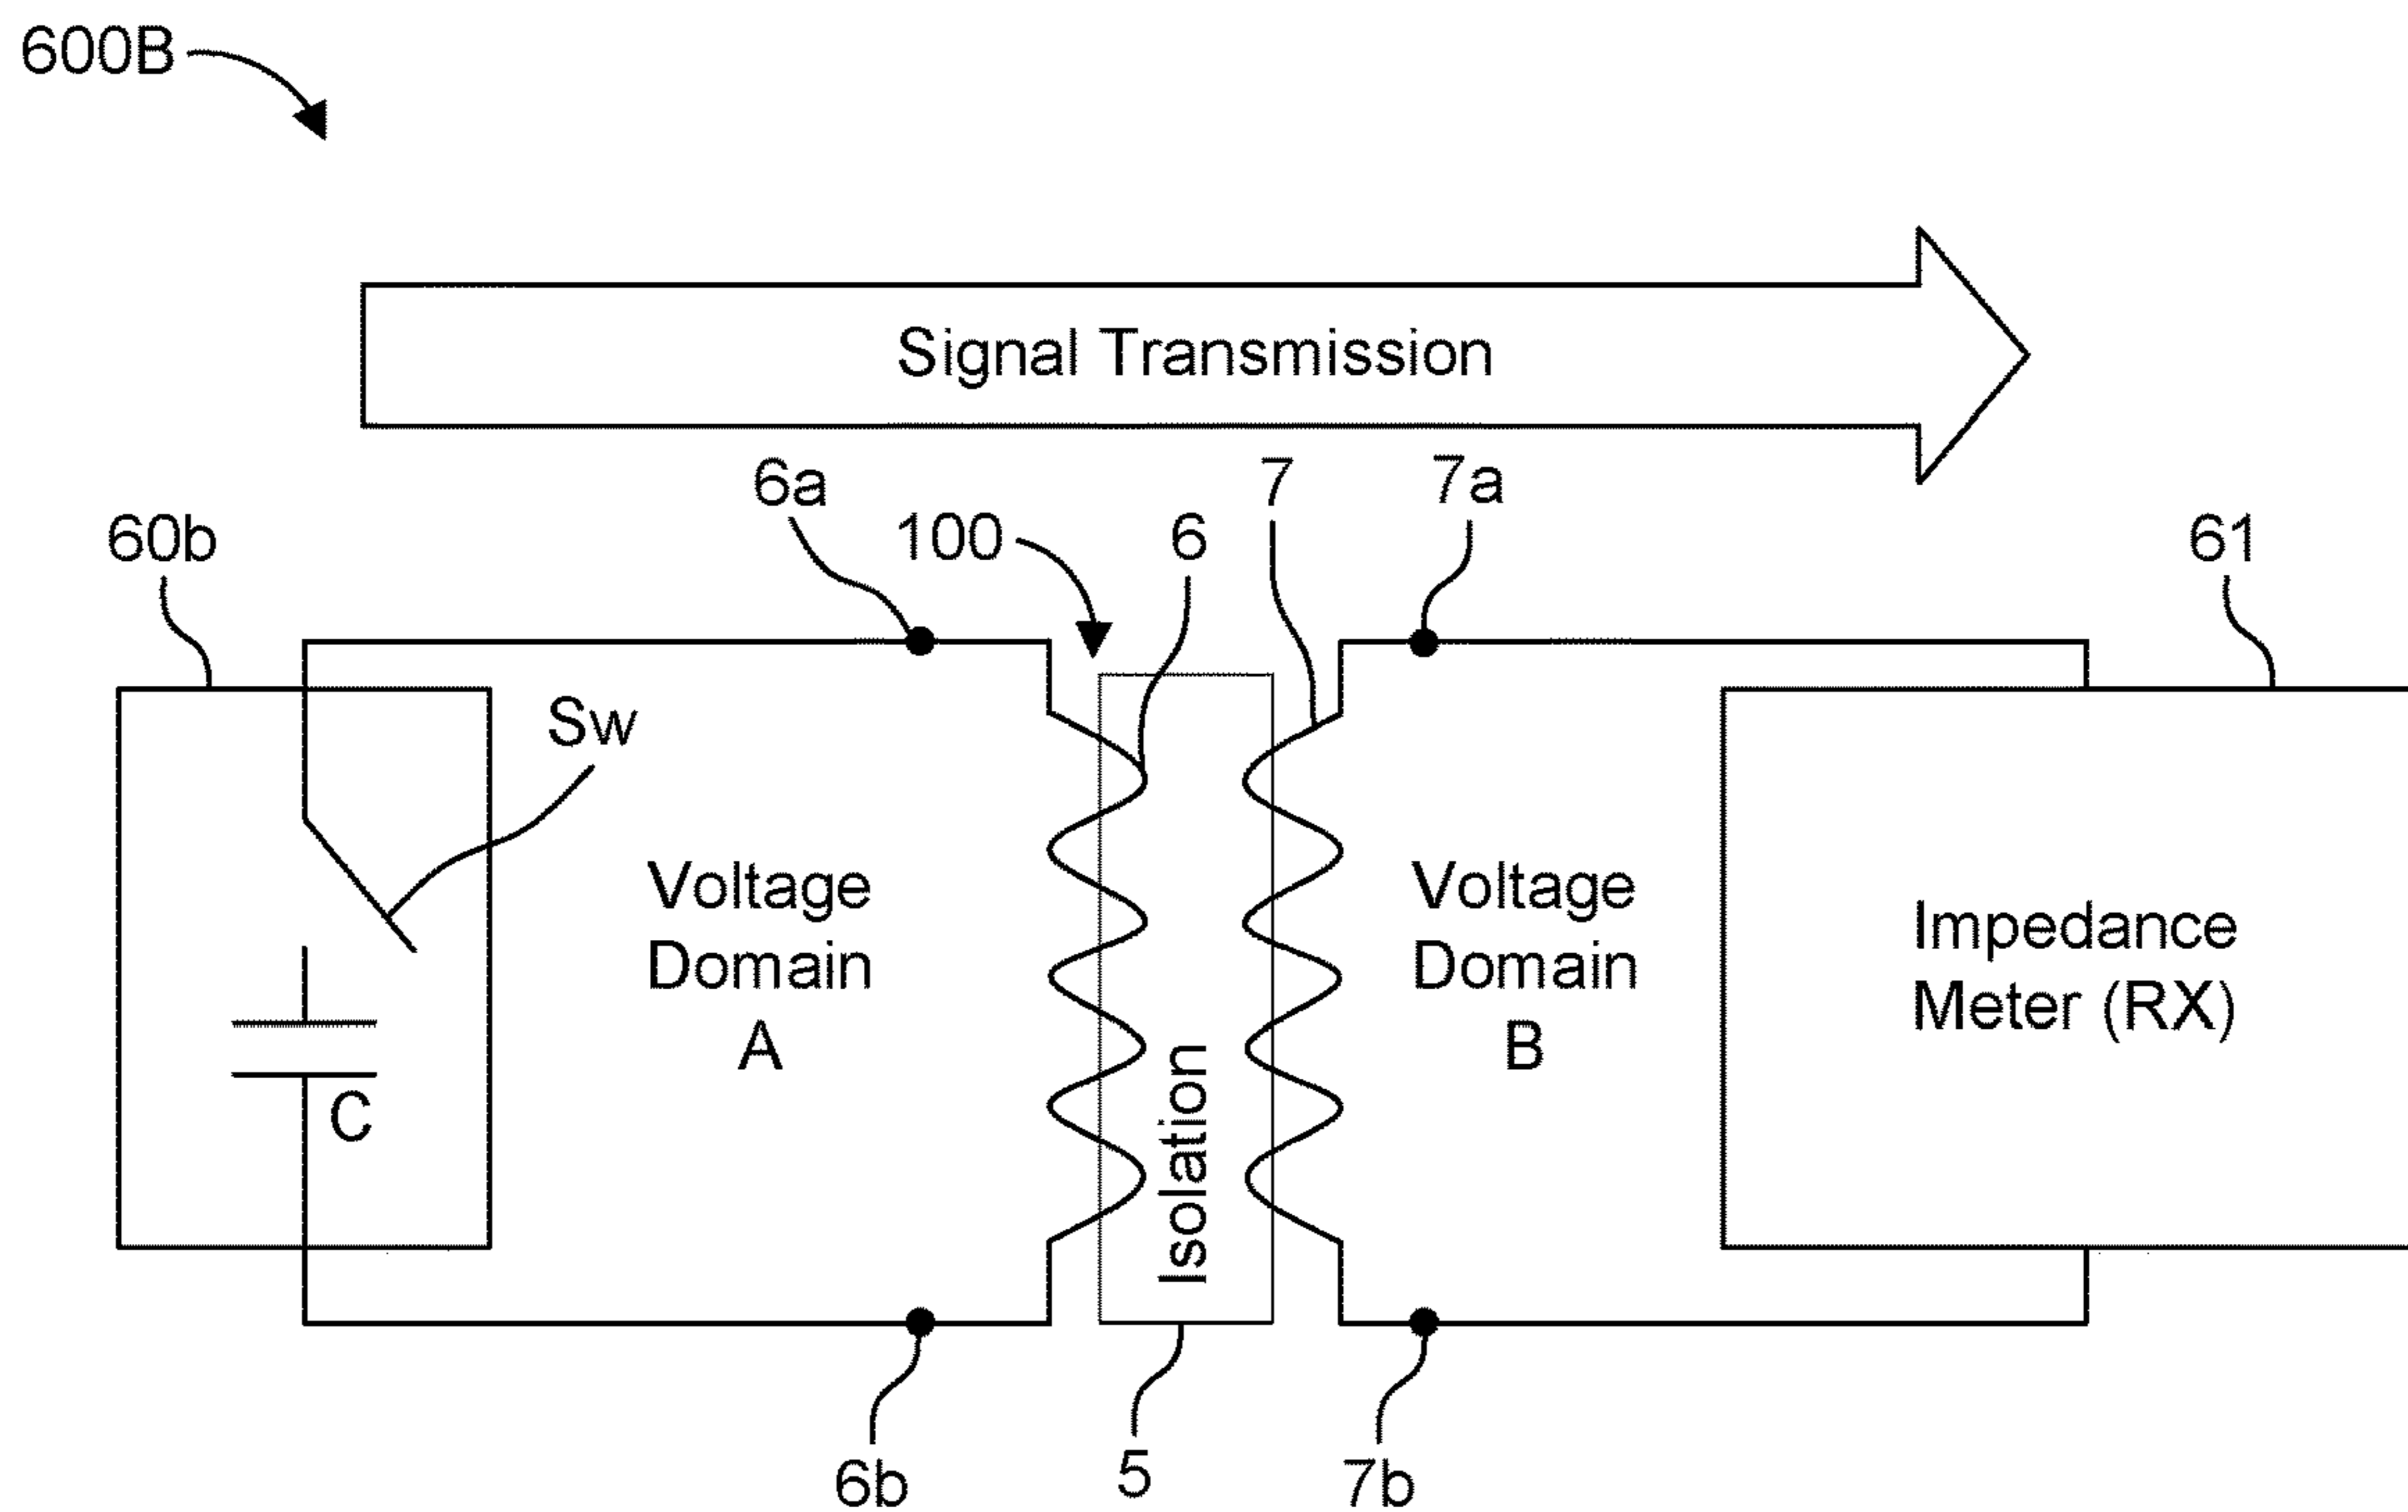 600B
Signal Transmission
6a
7
7a
100
6
60b
61
Sw
Voltage
Domain
A
Voltage
Domain
B
Impedance
Meter (RX)
C
Isolation
6b
5
7b